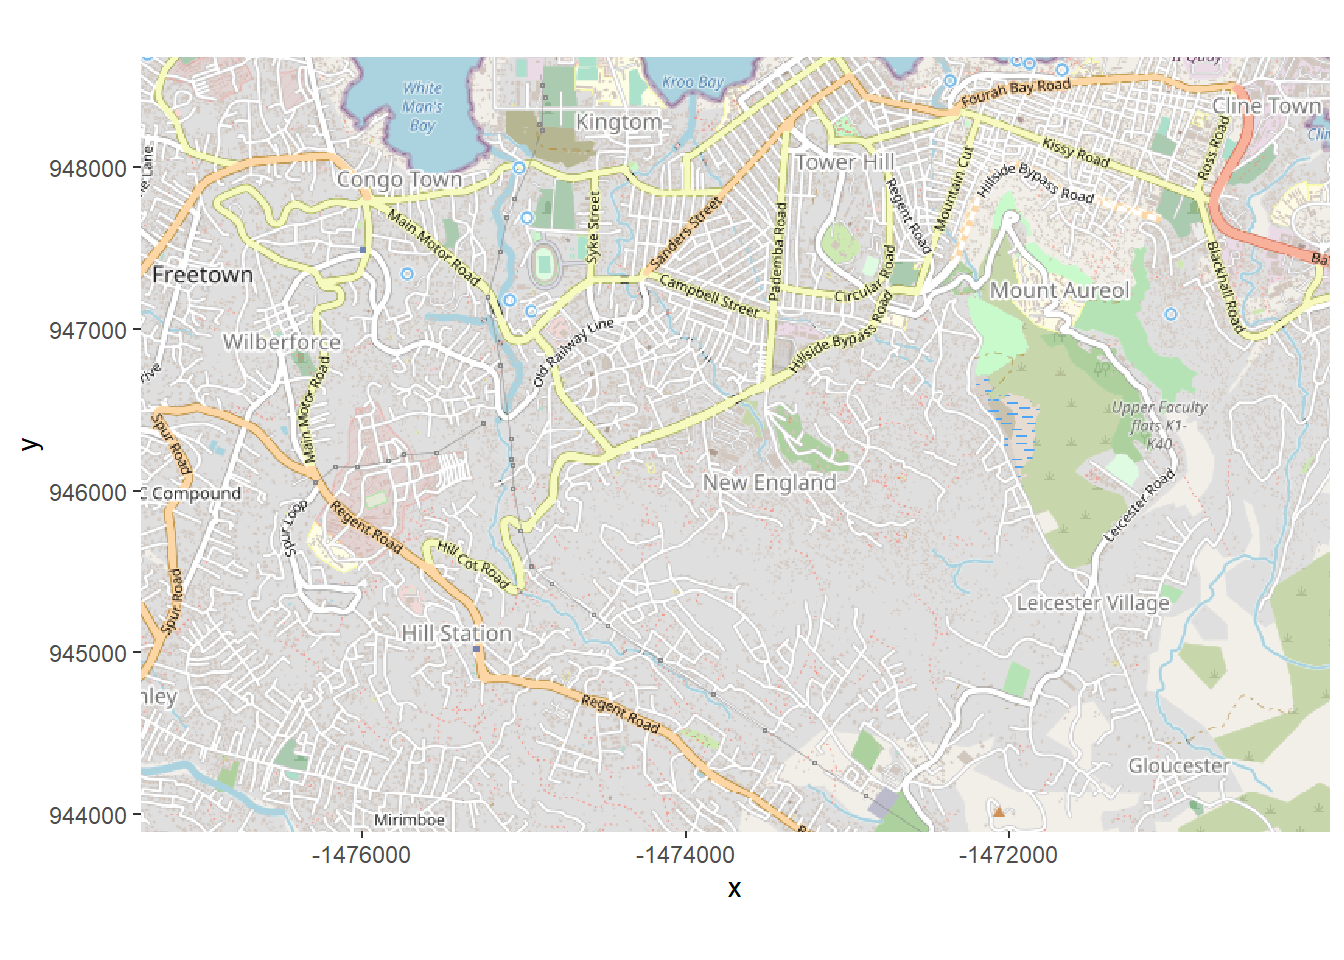 White
Man's
Bay
Kroo Bay
Kingtom
Fourah Bay Road
Cline Town
Congo Town
Tower Hill
Kissy Road
Ross Road
Hillside Bypass Road
Mountain Cut
Regent Road
Main Motor Road
Syke Street
Sanders Street
Pademba Road
Circular Road
Campbell Street
Blackhall Road
Freetown
Mount Aureol
Wilberforce
Old Railway Line
Hillside Bypass Road
Main Motor Road
Upper Faculty
flats K1-
K40
Spur Road
Compound
New England
Leicester Road
Spur Loop
Regent Road
Hill Cot Road
Spur Road
Leicester Village
Hill Station
Regent Road
Gloucester
Mirimboe
948000
947000
946000
945000
944000
y
-1476000
-1474000
-1472000
x